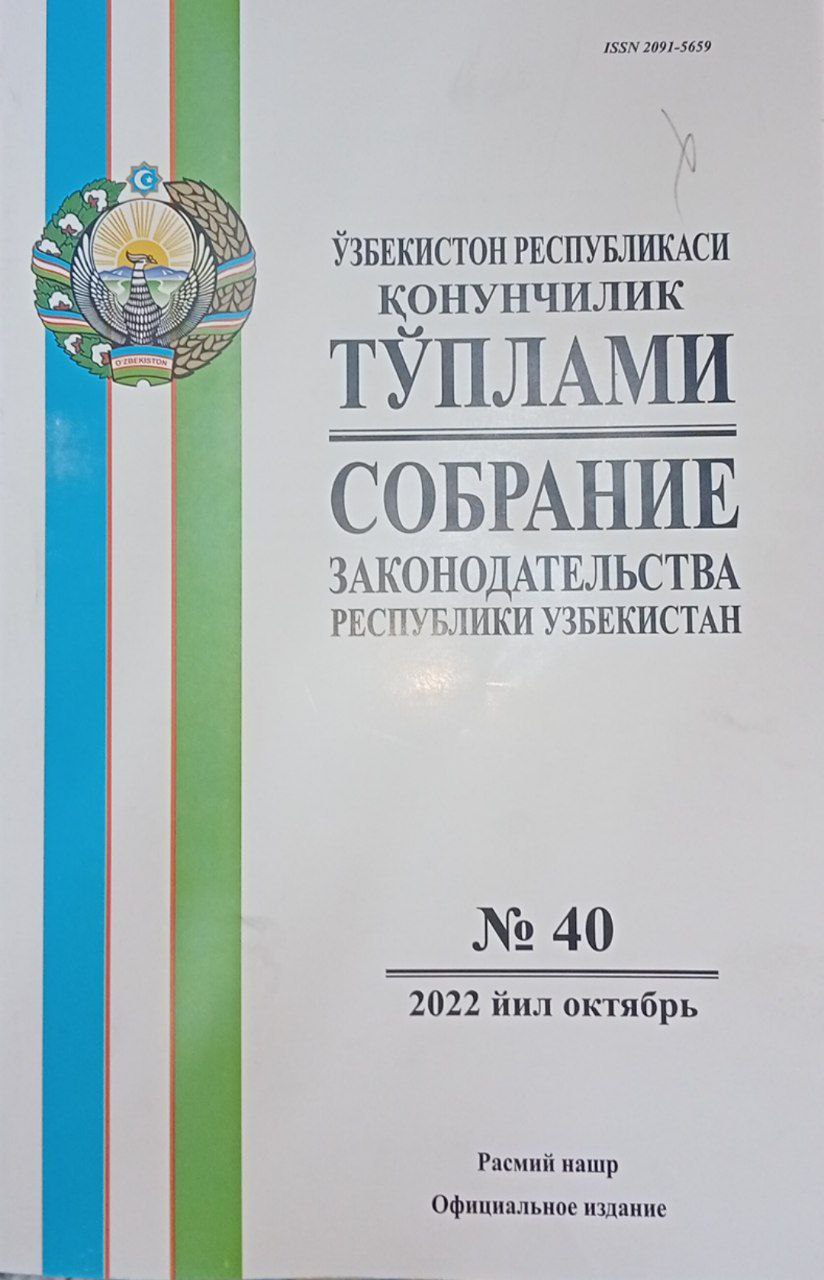 ISSN 2091-5659
ЎЗБЕКИСТОН РЕСПУБЛИКАСИ
ҚОНУНЧИЛИК
ТЎПЛАМИ
СОБРАНИЕ
ЗАКОНОДАТЕЛЬСТВА
РЕСПУБЛИКИ УЗБЕКИСТАН
O'ZBEKISTON
№ 40
2022 йил октябрь
Расмий нашр
Официальное издание